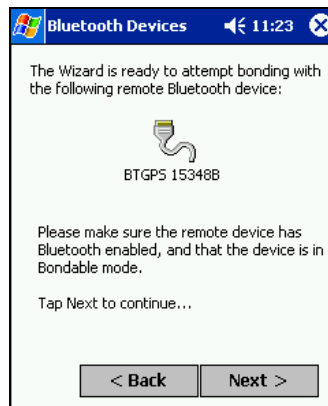 Bluetooth Devices 11:23
The Wizard is ready to attempt bonding with
the following remote Bluetooth device:
BTGPS 15348B
Please make sure the remote device has
Bluetooth enabled, and that the device is in
Bondable mode.
Tap Next to continue...
< Back Next >